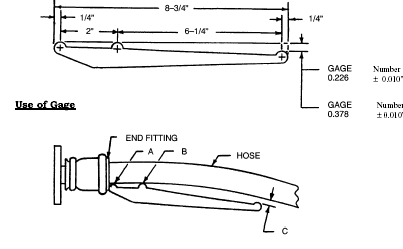 8–3/4"
1/4"
1/4"
2"
6–1/4"
GAGE Number
0.226 ± 0.010"
GAGE Number
0.378 ± 0.010"
Use of Gage
END FITTING
A
B
HOSE
C